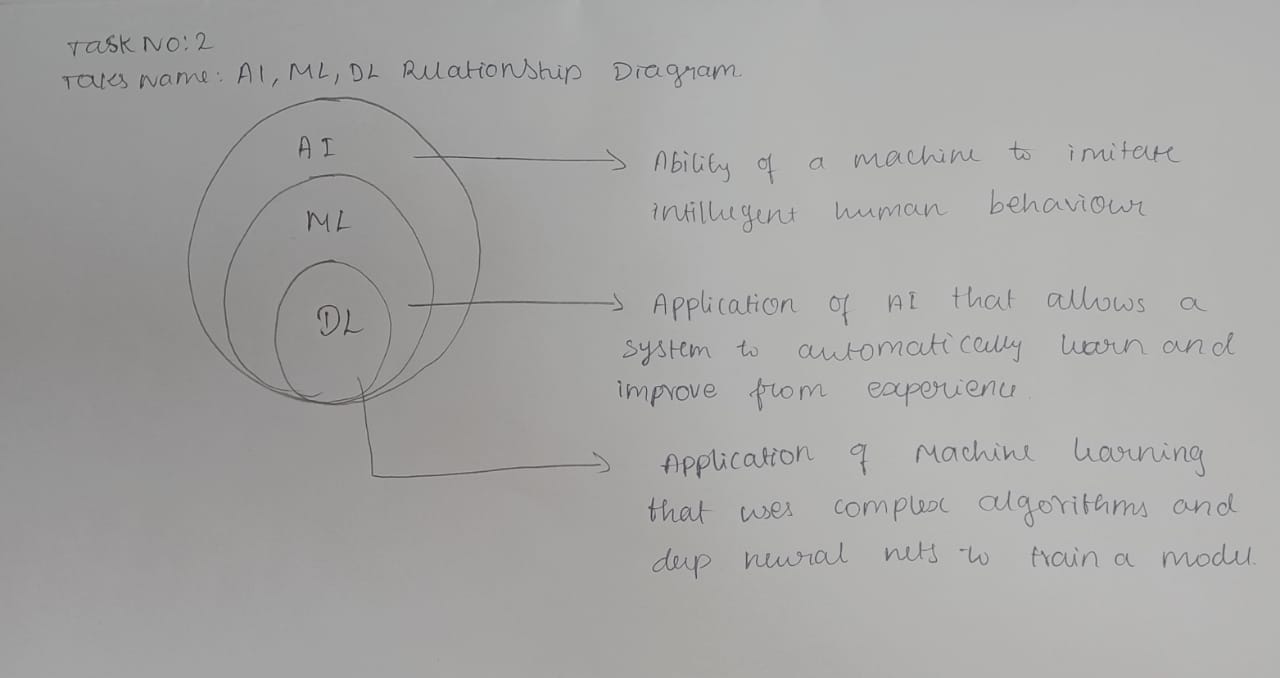 Task No: 2
Takes Name: AI, ML, DL Relationship Diagram
AI
Ability of a machine to imitate
intillegent human behaviour
ML
DL
Application of AI that allows a
system to automatically learn and
improve from experience.
Application of Machine learning
that uses complex algorithms and
deep neural nets to train a model.